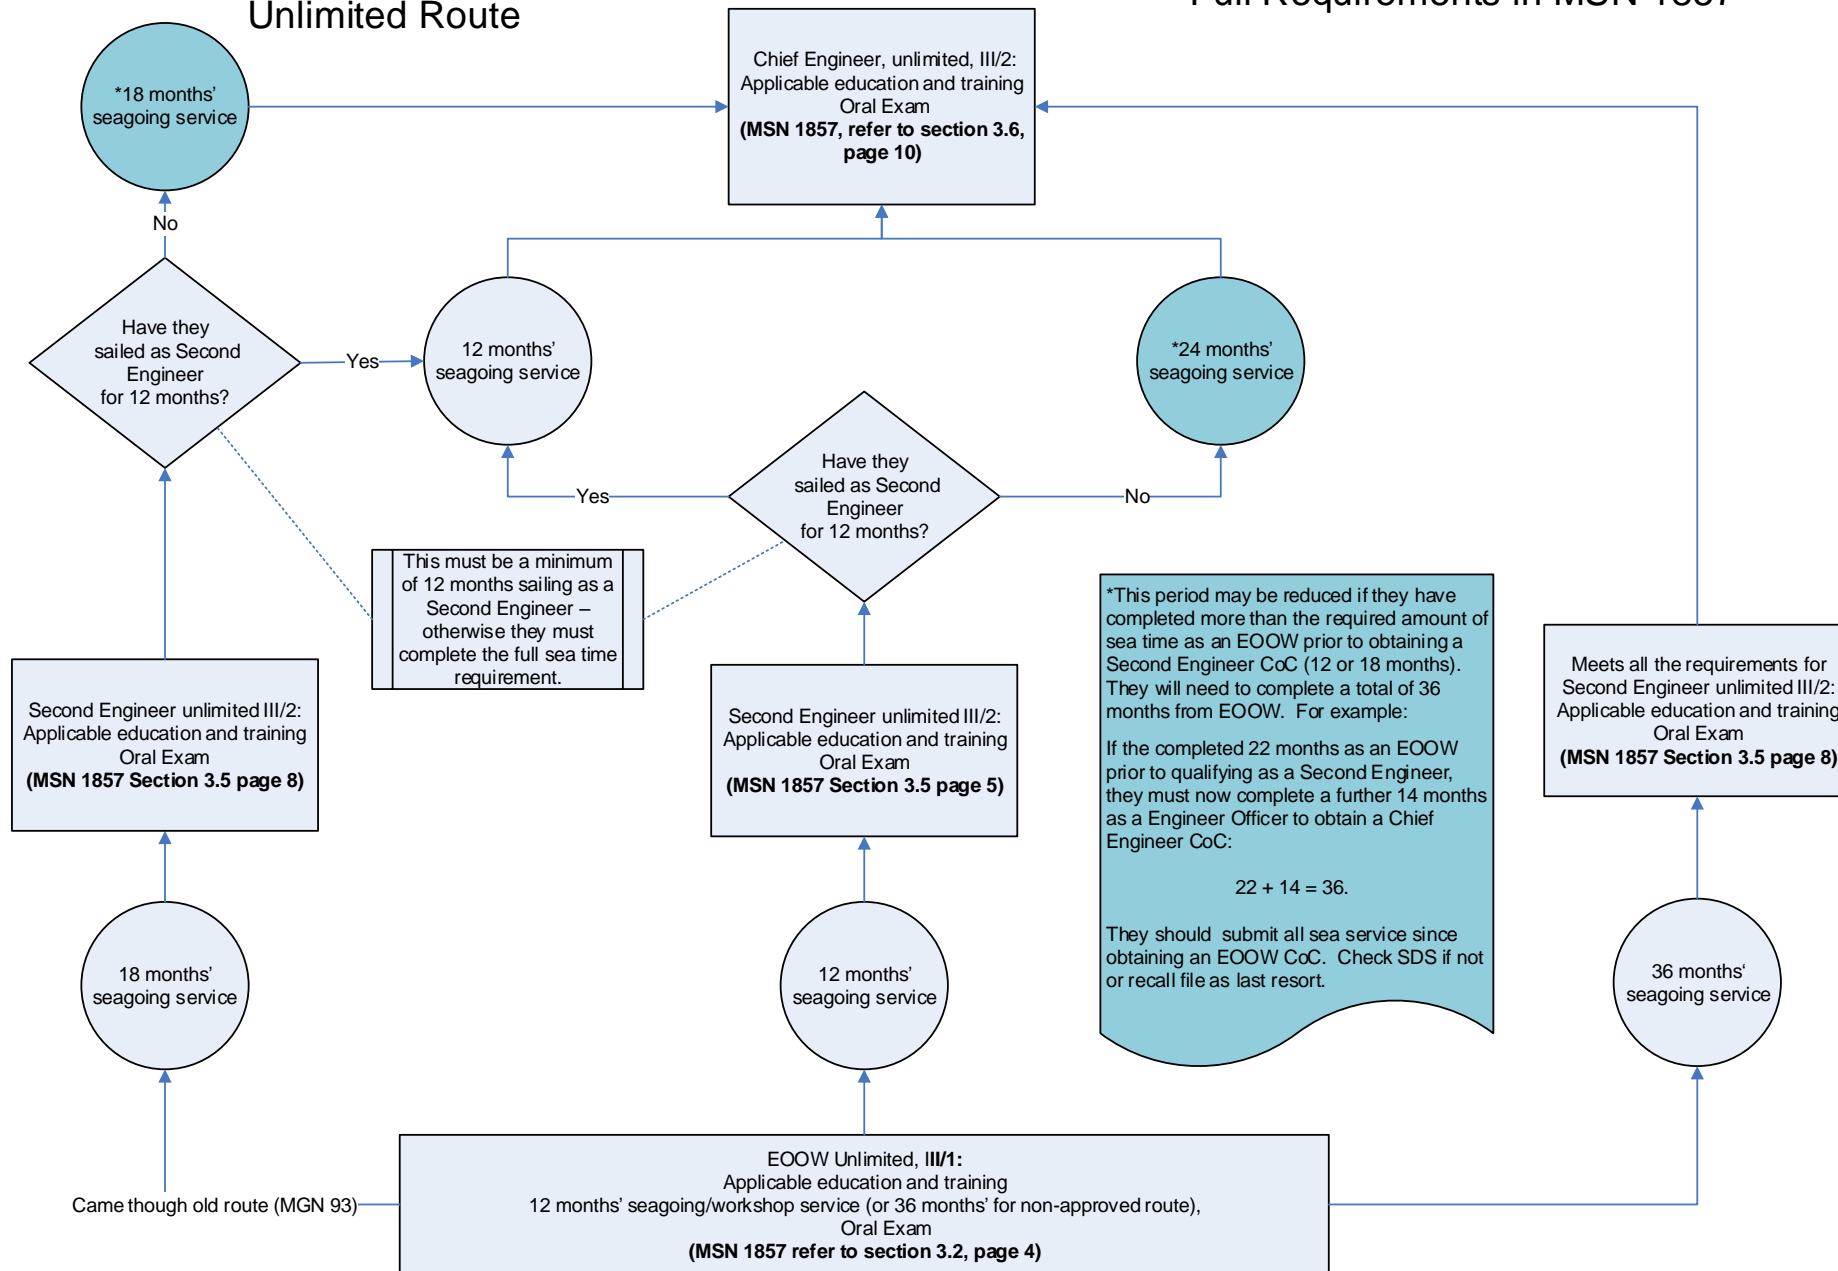 Unlimited Route
Full Requirements in MSN 1857
*18 months'
seagoing service
Chief Engineer, unlimited, III/2:
Applicable education and training
Oral Exam
(MSN 1857, refer to section 3.6,
page 10)
No
Have they
sailed as Second
Engineer
for 12 months?
Yes
12 months'
seagoing service
*24 months'
seagoing service
Have they
sailed as Second
Engineer
for 12 months?
Yes
No
This must be a minimum
of 12 months sailing as a
Second Engineer –
otherwise they must
complete the full sea time
requirement.
*This period may be reduced if they have
completed more than the required amount of
sea time as an EOOW prior to obtaining a
Second Engineer CoC (12 or 18 months).
They will need to complete a total of 36
months from EOOW. For example:
If the completed 22 months as an EOOW
prior to qualifying as a Second Engineer,
they must now complete a further 14 months
as a Engineer Officer to obtain a Chief
Engineer CoC:
22 + 14 = 36.
They should submit all sea service since
obtaining an EOOW CoC. Check SDS if not
or recall file as last resort.
Second Engineer unlimited III/2:
Applicable education and training
Oral Exam
(MSN 1857 Section 3.5 page 8)
Second Engineer unlimited III/2:
Applicable education and training
Oral Exam
(MSN 1857 Section 3.5 page 5)
Meets all the requirements for
Second Engineer unlimited III/2:
Applicable education and training
Oral Exam
(MSN 1857 Section 3.5 page 8)
18 months'
seagoing service
12 months'
seagoing service
36 months‘
seagoing service
Came though old route (MGN 93)
EOOW Unlimited, III/1:
Applicable education and training
12 months' seagoing/workshop service (or 36 months' for non-approved route),
Oral Exam
(MSN 1857 refer to section 3.2, page 4)